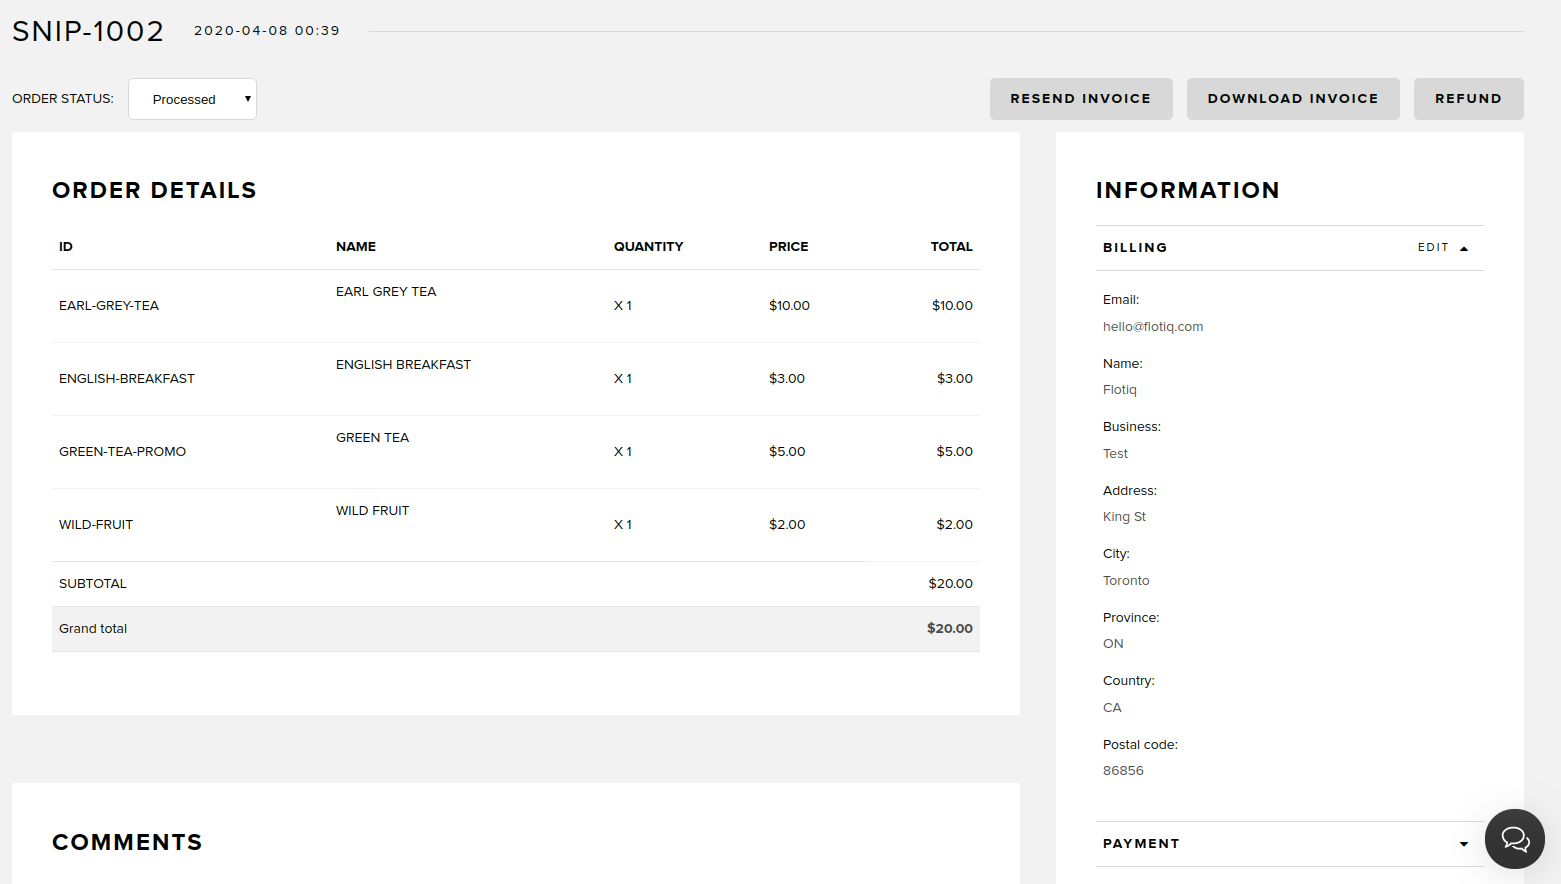 SNIP-1002 2020-04-08 00:39
ORDER STATUS: Processed RESEND INVOICE DOWNLOAD INVOICE REFUND
ORDER DETAILS
ID NAME QUANTITY PRICE TOTAL
EARL-GREY-TEA EARL GREY TEA X 1 $10.00 $10.00
ENGLISH-BREAKFAST ENGLISH BREAKFAST X 1 $3.00 $3.00
GREEN-TEA-PROMO GREEN TEA X 1 $5.00 $5.00
WILD-FRUIT WILD FRUIT X 1 $2.00 $2.00
SUBTOTAL $20.00
Grand total $20.00
COMMENTS
INFORMATION
BILLING EDIT
Email:
hello@flotiq.com
Name:
Flotiq
Business:
Test
Address:
King St
City:
Toronto
Province:
ON
Country:
CA
Postal code:
86856
PAYMENT